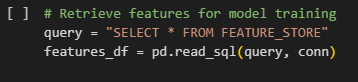 [ ] # Retrieve features for model training
query = "SELECT * FROM FEATURE_STORE"
features_df = pd.read_sql(query, conn)